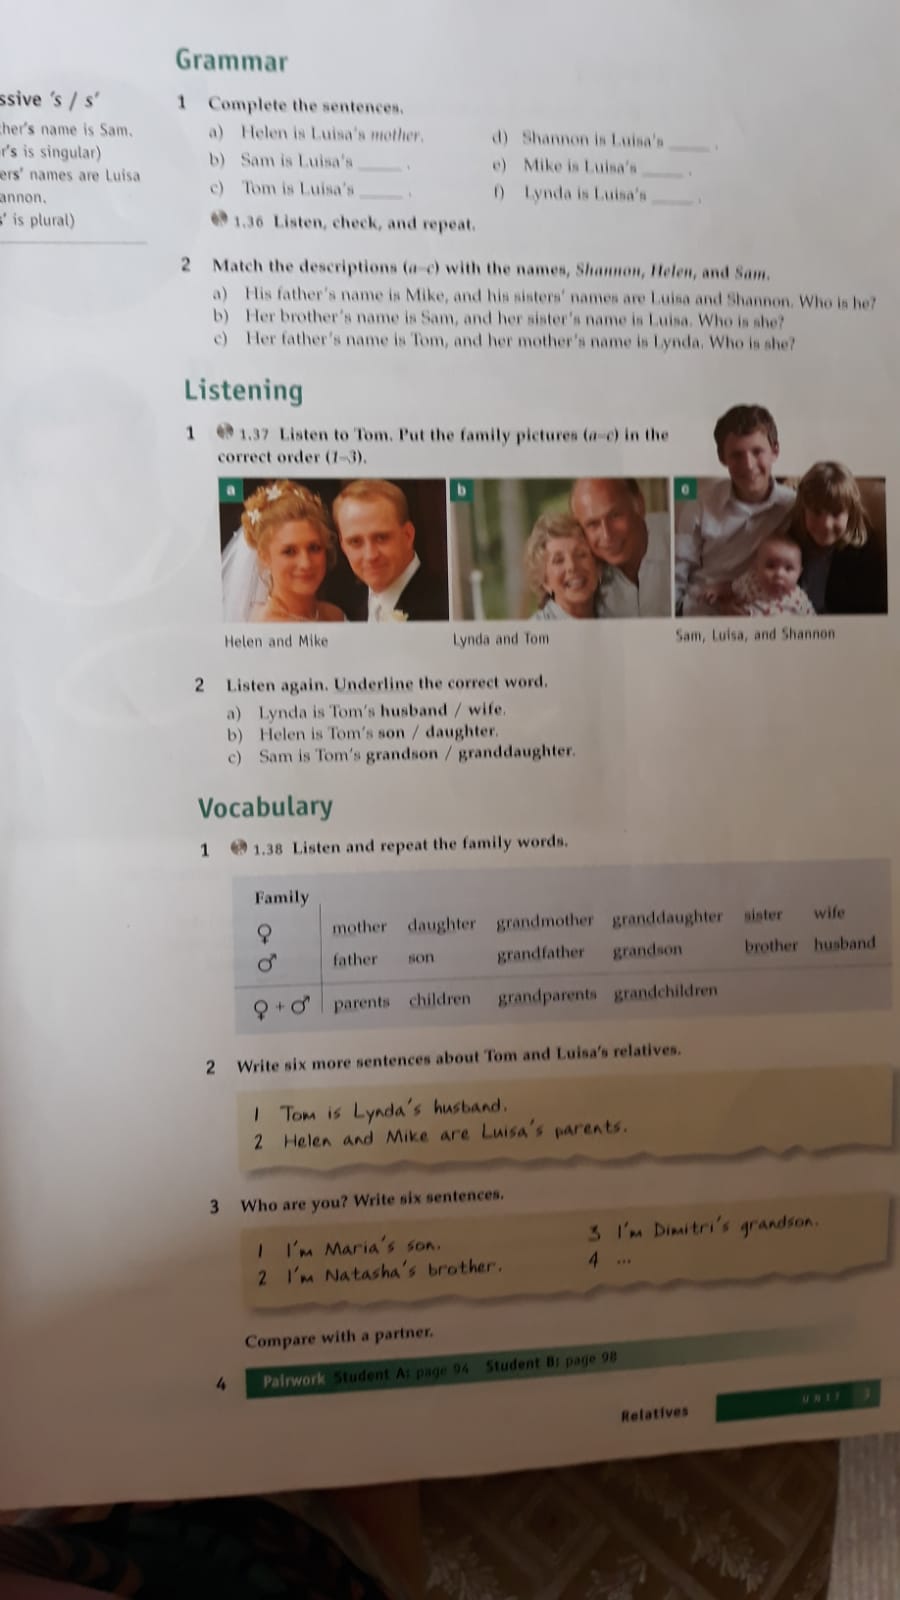 Grammar
ssive 's / s'
her's name is Sam.
r's is singular)
ers' names are Luisa
annon.
s' is plural)
1 Complete the sentences.
a) Helen is Luisa's mother.
b) Sam is Luisa's ____ .
c) Tom is Luisa's ____ .
d) Shannon is Luisa's ____ .
e) Mike is Luisa's ____ .
f) Lynda is Luisa's ____ .
1.36 Listen, check, and repeat.
2 Match the descriptions (a–c) with the names, Shannon, Helen, and Sam.
a) His father's name is Mike, and his sisters' names are Luisa and Shannon. Who is he?
b) Her brother's name is Sam, and her sister's name is Luisa. Who is she?
c) Her father's name is Tom, and her mother's name is Lynda. Who is she?
Listening
1 1.37 Listen to Tom. Put the family pictures (a–c) in the
correct order (1–3).
a b c
Helen and Mike Lynda and Tom Sam, Luisa, and Shannon
2 Listen again. Underline the correct word.
a) Lynda is Tom's husband / wife.
b) Helen is Tom's son / daughter.
c) Sam is Tom's grandson / granddaughter.
Vocabulary
1 1.38 Listen and repeat the family words.
Family
♀ mother daughter grandmother granddaughter sister wife
♂ father son grandfather grandson brother husband
♀ + ♂ parents children grandparents grandchildren
2 Write six more sentences about Tom and Luisa's relatives.
1 Tom is Lynda's husband.
2 Helen and Mike are Luisa's parents.
3 Who are you? Write six sentences.
1 I'm Maria's son.
2 I'm Natasha's brother.
3 I'm Dimitri's grandson.
4 ...
Compare with a partner.
4 Pairwork Student A: page 94 Student B: page 98
Relatives UNIT 3